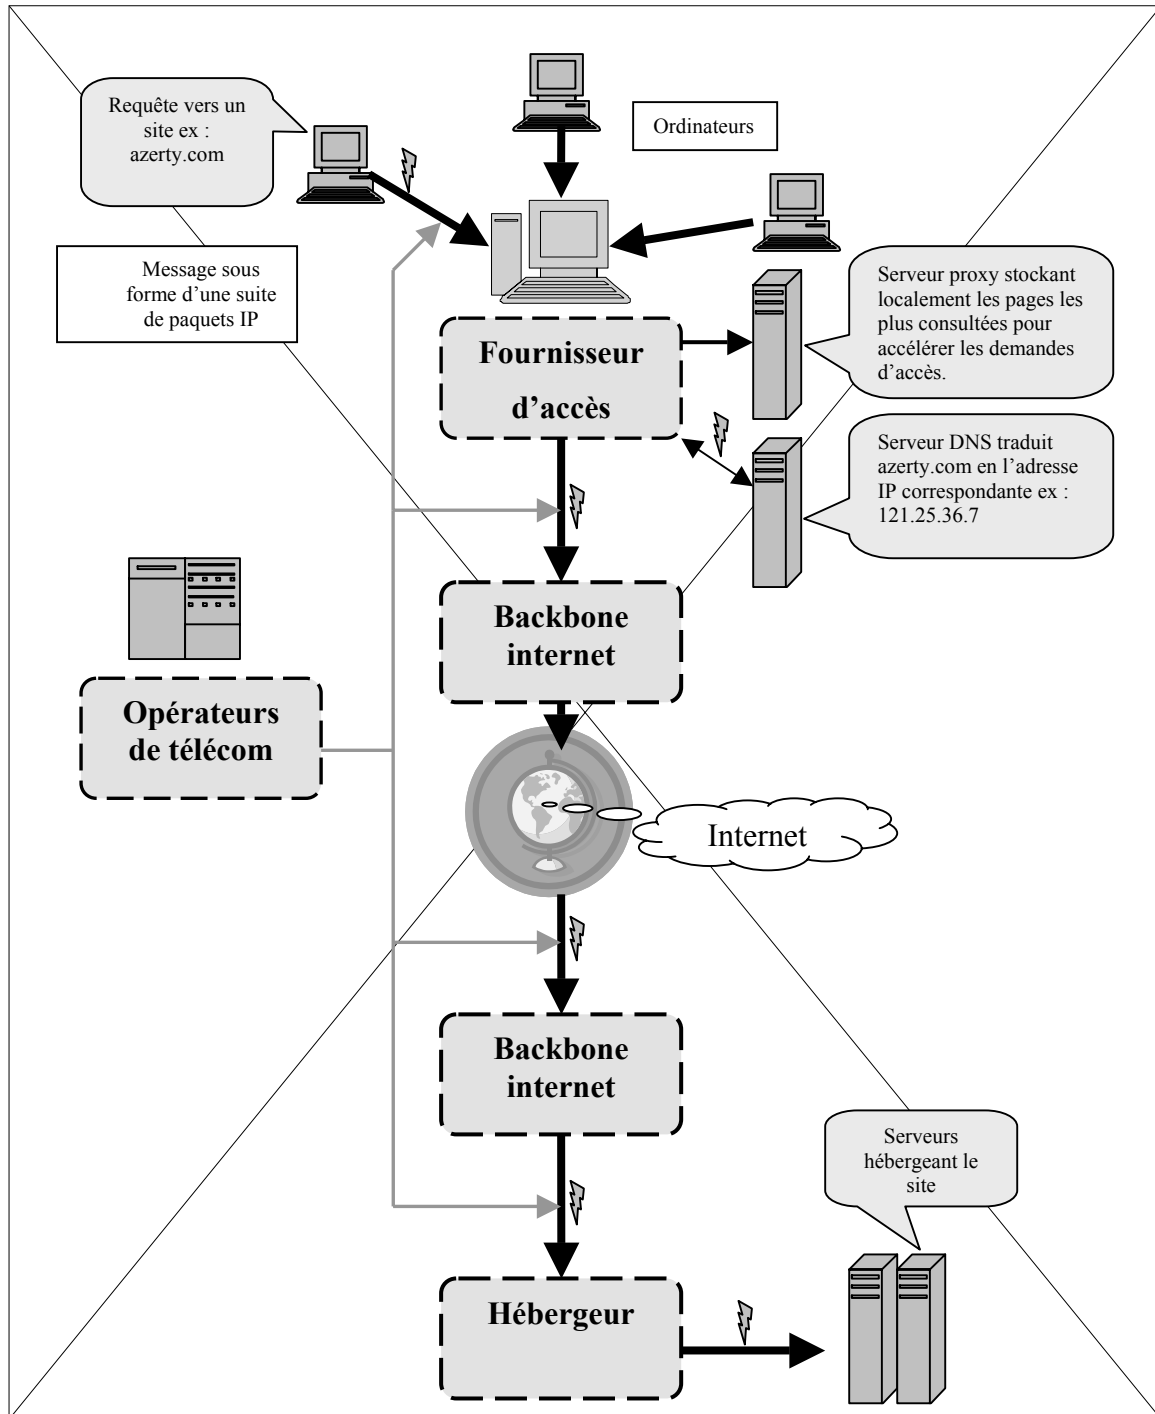 Requête vers un
site ex :
azerty.com
Ordinateurs
Message sous
forme d’une suite
de paquets IP
Serveur proxy stockant
localement les pages les
plus consultées pour
accélérer les demandes
d’accès.
Fournisseur
d’accès
Serveur DNS traduit
azerty.com en l’adresse
IP correspondante ex :
121.25.36.7
Backbone
internet
Opérateurs
de télécom
Internet
Backbone
internet
Serveurs
hébergeant le
site
Hébergeur